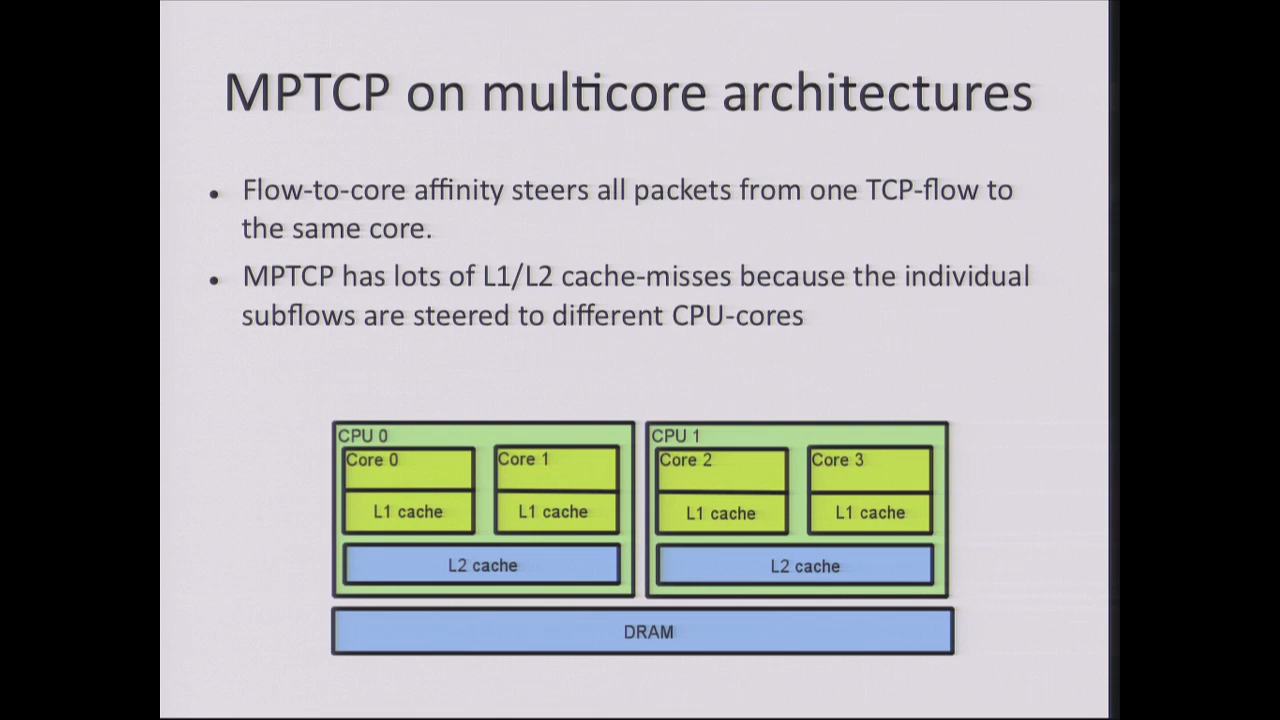 MPTCP on multicore architectures
• Flow-to-core affinity steers all packets from one TCP-flow to
the same core.
• MPTCP has lots of L1/L2 cache-misses because the individual
subflows are steered to different CPU-cores
CPU 0
Core 0
Core 1
L1 cache
L1 cache
L2 cache
CPU 1
Core 2
Core 3
L1 cache
L1 cache
L2 cache
DRAM